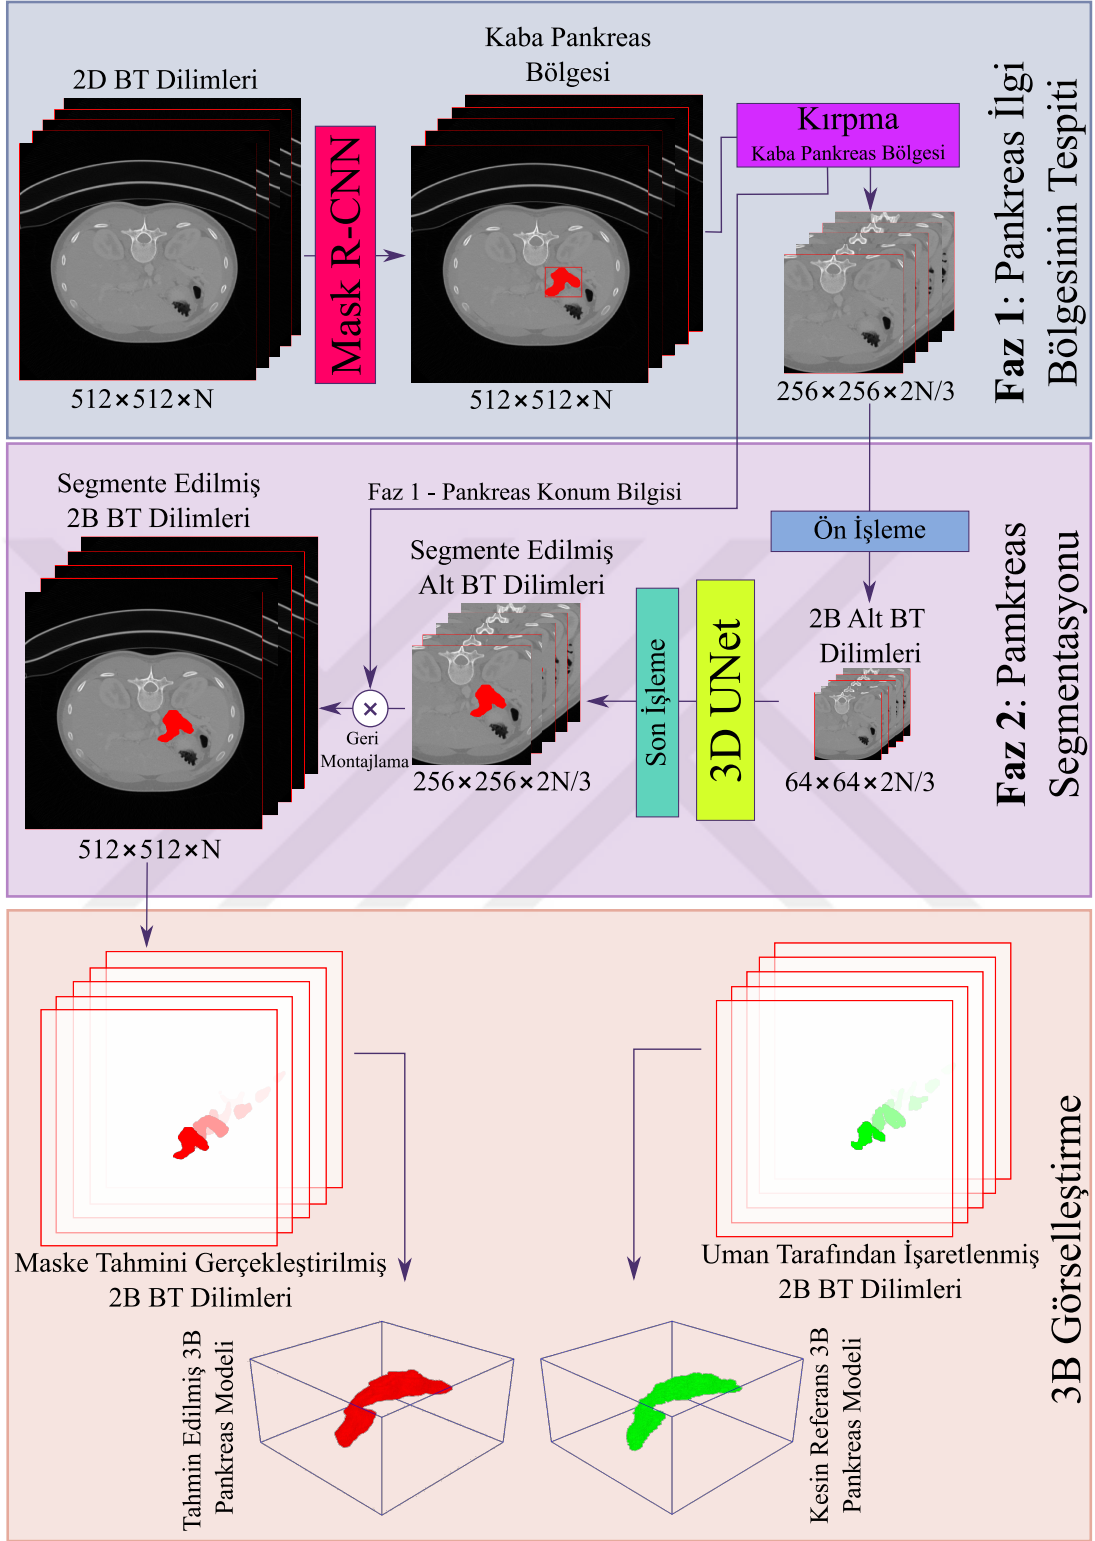 2D BT Dilimleri
512×512×N
Mask R-CNN
Kaba Pankreas
Bölgesi
512×512×N
Kırpma
Kaba Pankreas Bölgesi
256×256×2N/3
Faz 1: Pankreas İlgi
Bölgesinin Tespiti
Segmente Edilmiş
2B BT Dilimleri
512×512×N
Faz 1 - Pankreas Konum Bilgisi
Geri
Montajlama
Segmente Edilmiş
Alt BT Dilimleri
256×256×2N/3
Son İşleme
3D UNet
Ön İşleme
2B Alt BT
Dilimleri
64×64×2N/3
Faz 2: Pamkreas
Segmentasyonu
Maske Tahmini Gerçekleştirilmiş
2B BT Dilimleri
Uman Tarafından İşaretlenmiş
2B BT Dilimleri
Tahmin Edilmiş 3B
Pankreas Modeli
Kesin Referans 3B
Pankreas Modeli
3B Görselleştirme